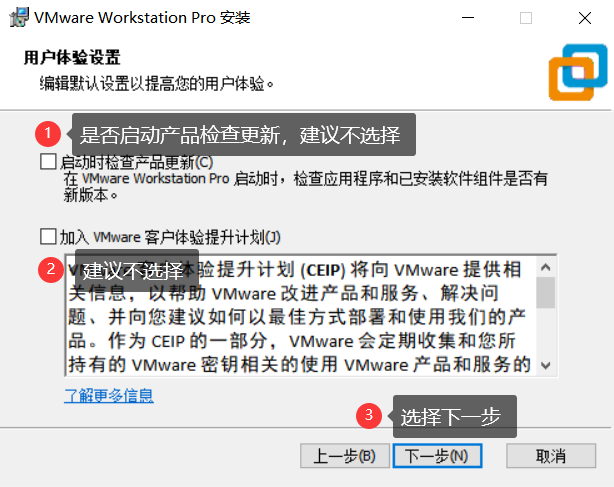 VMware Workstation Pro 安装
用户体验设置
编辑默认设置以提高您的用户体验。
1 是否启动产品检查更新，建议不选择
启动时检查产品更新(C)
在 VMware Workstation Pro 启动时，检查应用程序和已安装软件组件是否有
新版本。
加入 VMware 客户体验提升计划(J)
2 建议不选择
体验提升计划 (CEIP) 将向 VMware 提供相
关信息，以帮助 VMware 改进产品和服务、解决问
题、并向您建议如何以最佳方式部署和使用我们的产
品。作为 CEIP 的一部分，VMware 会定期收集和您所
持有的 VMware 密钥相关的使用 VMware 产品和服务的
了解更多信息
3 选择下一步
上一步(B) 下一步(N) 取消